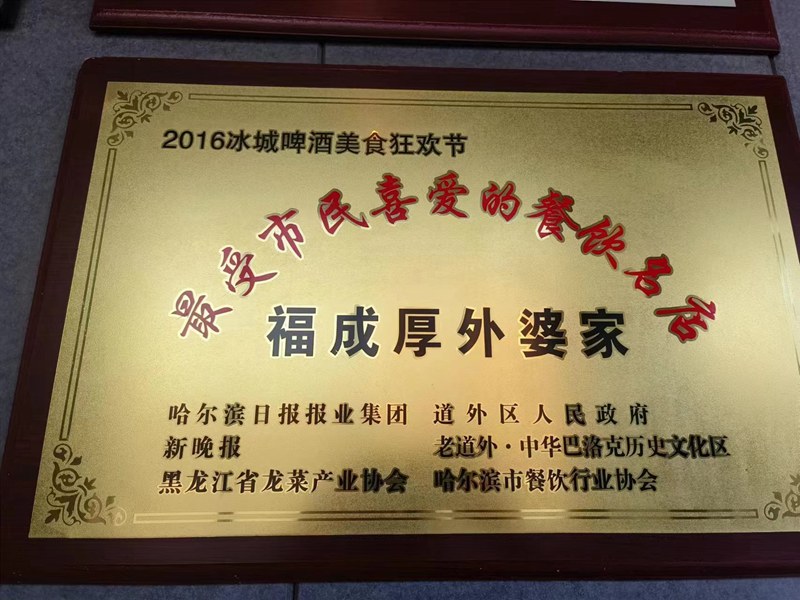 2016冰城啤酒美食狂欢节
最受市民喜爱的餐饮名店
福成厚外婆家
哈尔滨日报报业集团 道外区人民政府
新晚报 老道外·中华巴洛克历史文化区
黑龙江省龙菜产业协会 哈尔滨市餐饮行业协会